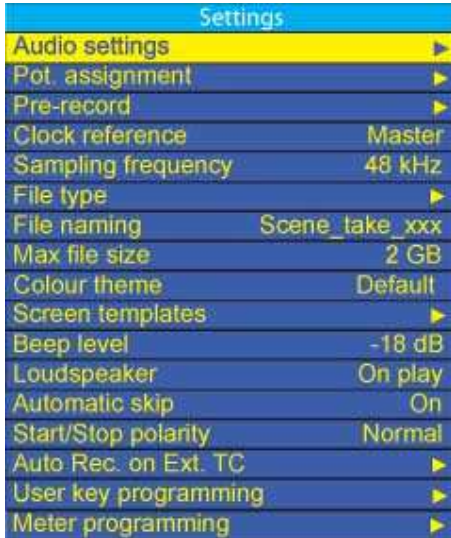 Settings
Audio settings
Pot. assignment
Pre-record
Clock reference Master
Sampling frequency 48 kHz
File type
File naming Scene_take_xxx
Max file size 2 GB
Colour theme Default
Screen templates
Beep level -18 dB
Loudspeaker On play
Automatic skip On
Start/Stop polarity Normal
Auto Rec. on Ext. TC
User key programming
Meter programming